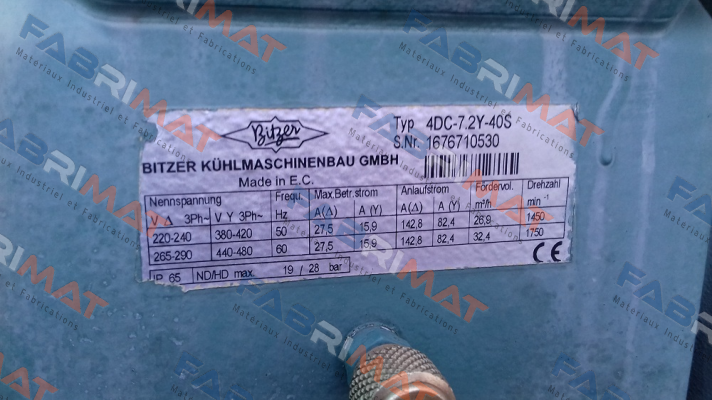 Bitzer
Typ 4DC-7.2Y-40S
S.Nr. 1676710530
BITZER KÜHLMASCHINENBAU GMBH
Made in E.C.
Nennspannung Frequ. Max.Betr.strom Anlaufstrom Fördervol. Drehzahl
V Δ 3Ph~ V Y 3Ph~ Hz A(Δ) A (Y) A (Δ) A (Y) m³/h min⁻¹
220-240 380-420 50 27,5 15,9 142,8 82,4 26,9 1450
265-290 440-480 60 27,5 15,9 142,8 82,4 32,4 1750
IP 65 ND/HD max. 19 / 28 bar
CE
FABRIMAT
Materiaux Industriel et Fabrications